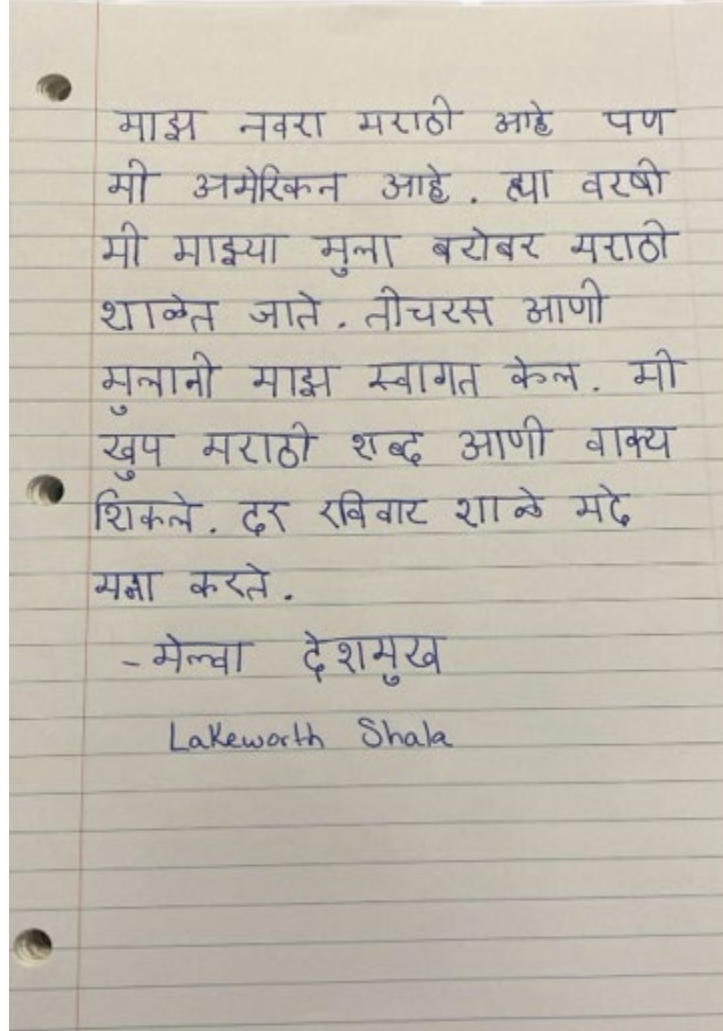 माझ नवरा मराठी आहे पण
मी अमेरिकन आहे. ह्या वरषी
मी माझ्या मुला बरोबर मराठी
शाळेत जाते. तीचरस आणी
मुलानी माझ स्वागत केल. मी
खुप मराठी शब्द आणी वाक्य
शिकले. दर रविवार शाळे मदे
मजा करते.
- मेल्वा देशमुख
Lakeworth Shala